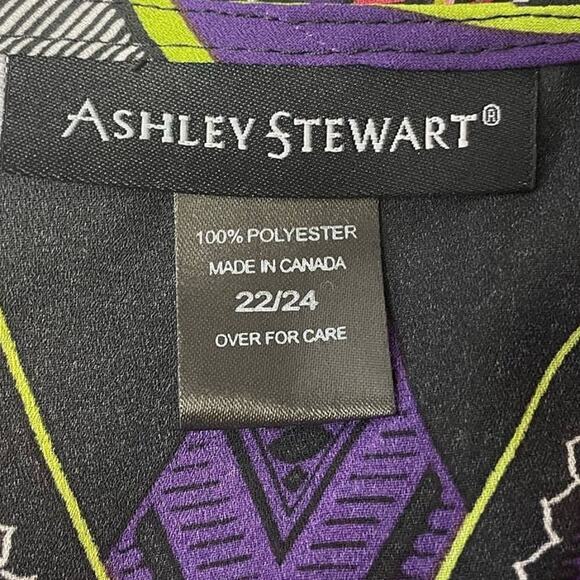 ASHLEY STEWART®
100% POLYESTER
MADE IN CANADA
22/24
OVER FOR CARE